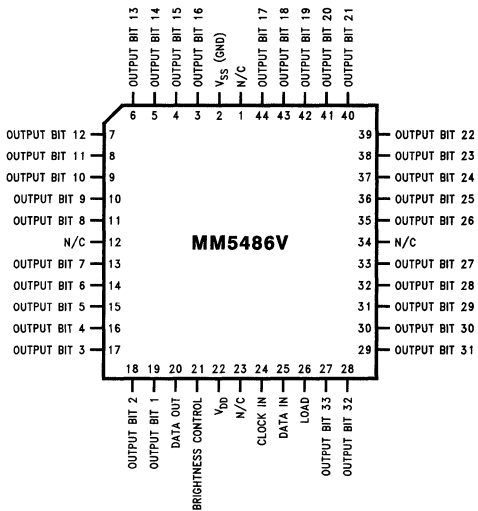 OUTPUT BIT 13
OUTPUT BIT 14
OUTPUT BIT 15
OUTPUT BIT 16
VSS (GND)
N/C
OUTPUT BIT 17
OUTPUT BIT 18
OUTPUT BIT 19
OUTPUT BIT 20
OUTPUT BIT 21
6 5 4 3 2 1 44 43 42 41 40
OUTPUT BIT 12 7
OUTPUT BIT 11 8
OUTPUT BIT 10 9
OUTPUT BIT 9 10
OUTPUT BIT 8 11
N/C 12
OUTPUT BIT 7 13
OUTPUT BIT 6 14
OUTPUT BIT 5 15
OUTPUT BIT 4 16
OUTPUT BIT 3 17
MM5486V
39 OUTPUT BIT 22
38 OUTPUT BIT 23
37 OUTPUT BIT 24
36 OUTPUT BIT 25
35 OUTPUT BIT 26
34 N/C
33 OUTPUT BIT 27
32 OUTPUT BIT 28
31 OUTPUT BIT 29
30 OUTPUT BIT 30
29 OUTPUT BIT 31
18 19 20 21 22 23 24 25 26 27 28
OUTPUT BIT 2
OUTPUT BIT 1
DATA OUT
BRIGHTNESS CONTROL
VDD
N/C
CLOCK IN
DATA IN
LOAD
OUTPUT BIT 33
OUTPUT BIT 32